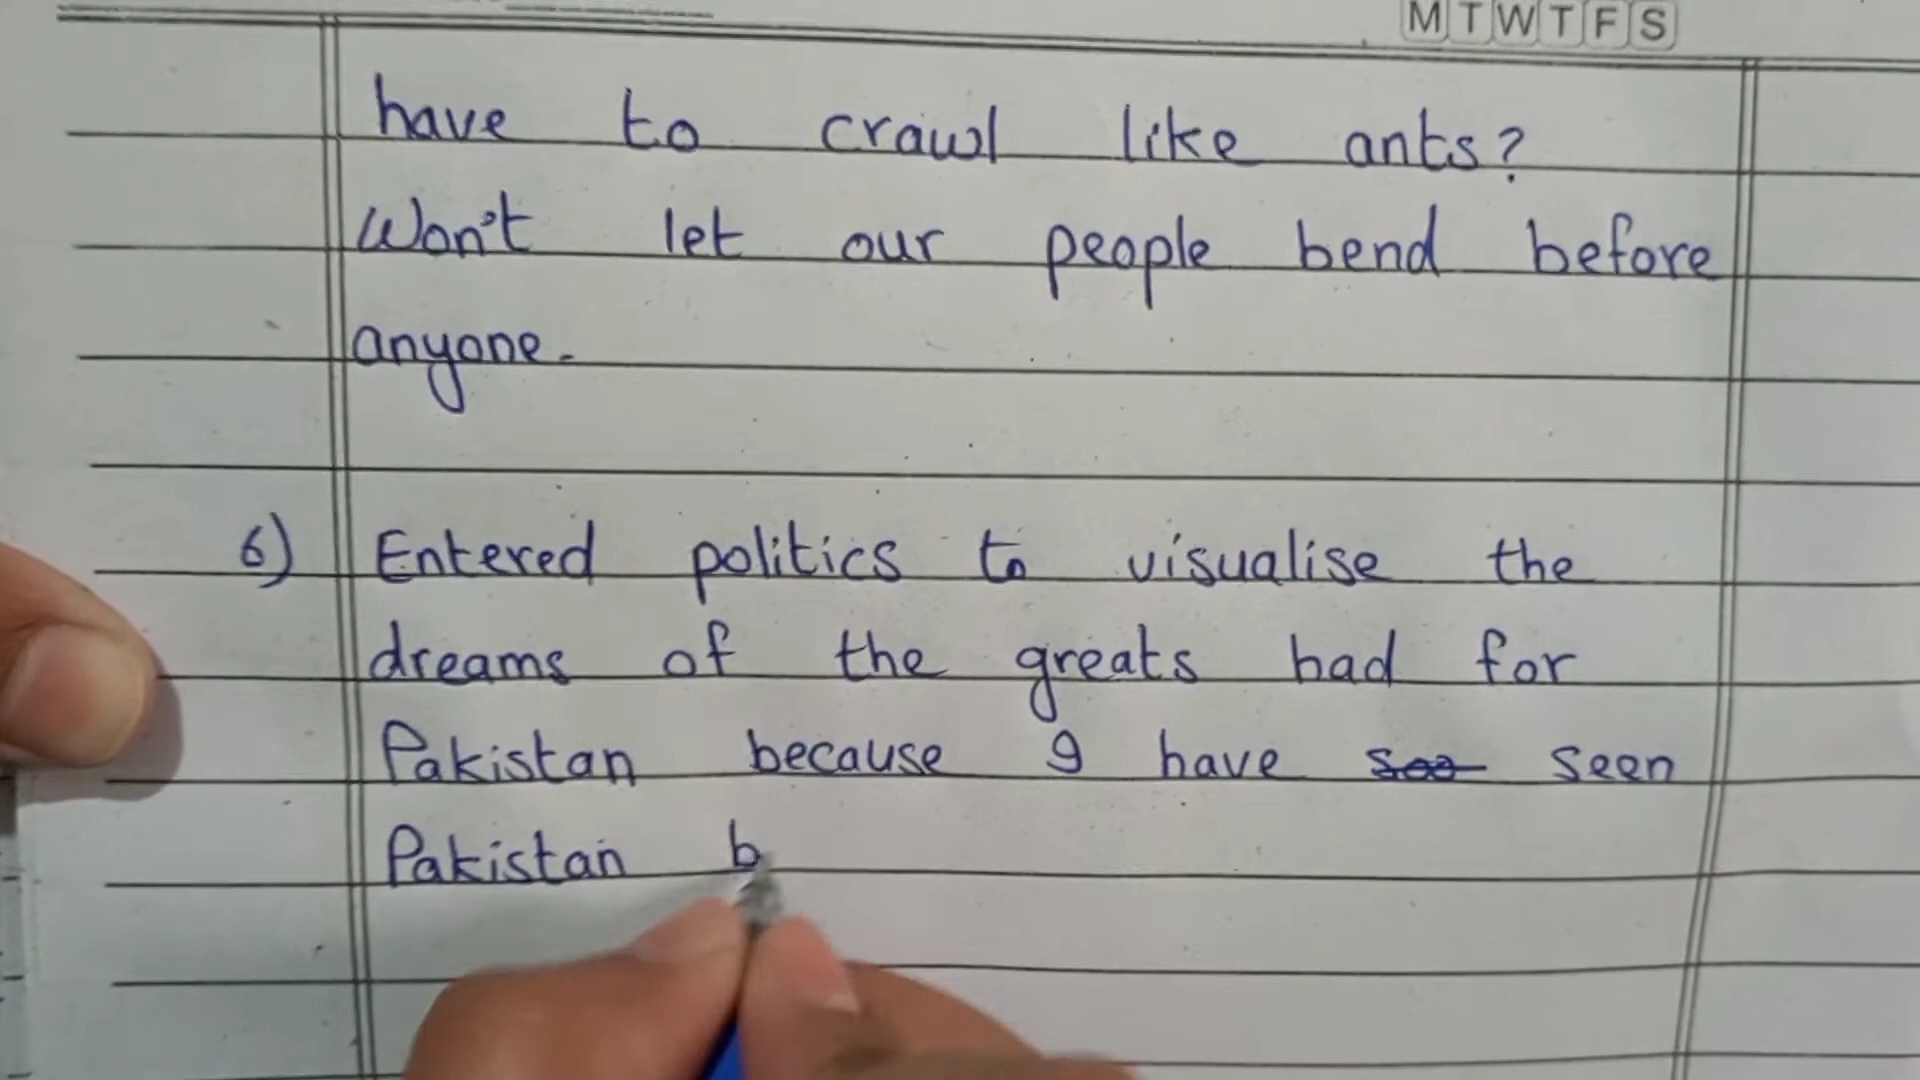 M T W T F S
have to crawl like ants?
Won't let our people bend before
anyone.
6) Entered politics to visualise the
dreams of the greats had for
Pakistan because I have seen
Pakistan b